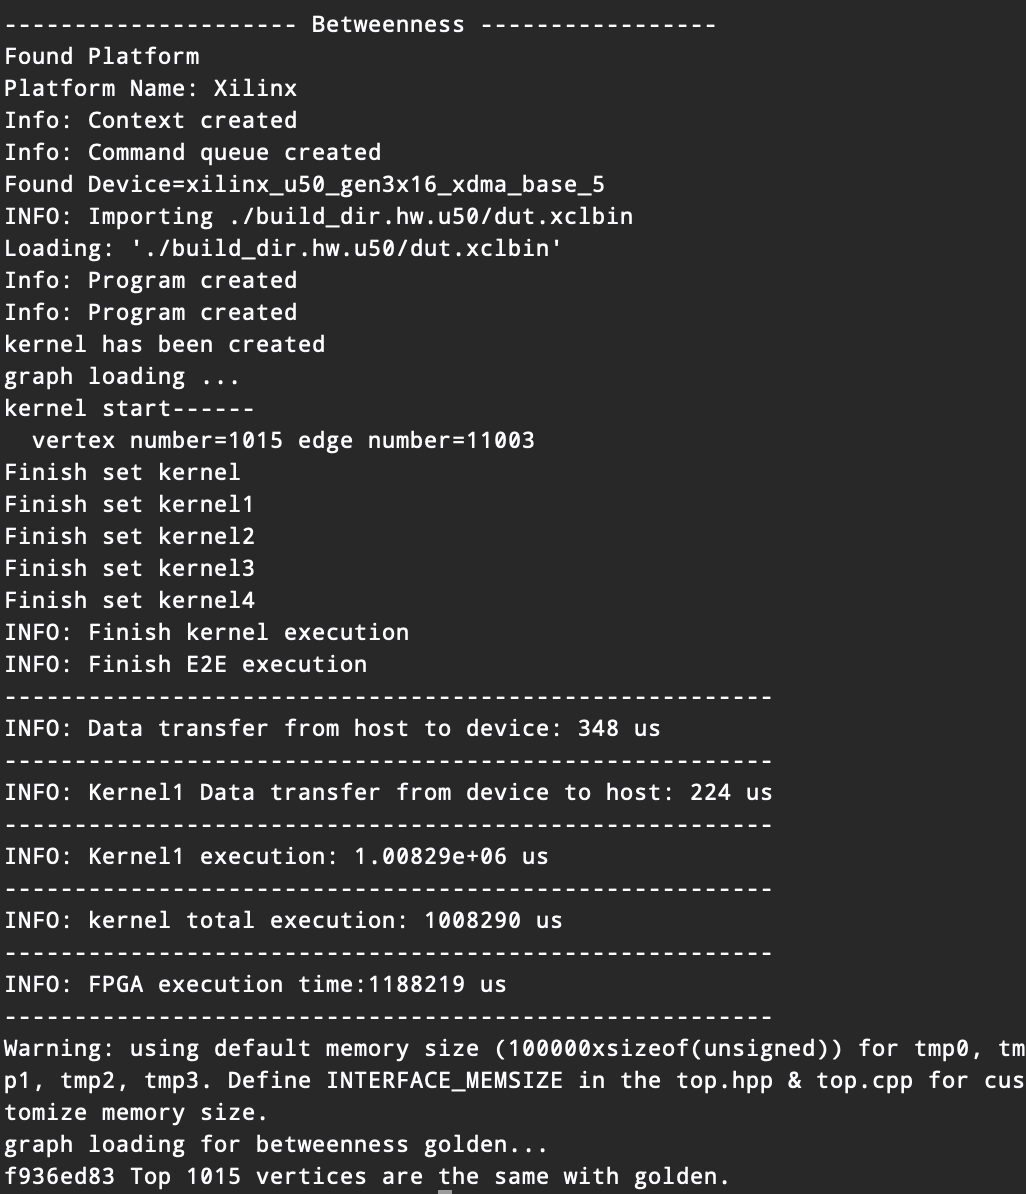 --------------------- Betweenness -----------------
Found Platform
Platform Name: Xilinx
Info: Context created
Info: Command queue created
Found Device=xilinx_u50_gen3x16_xdma_base_5
INFO: Importing ./build_dir.hw.u50/dut.xclbin
Loading: './build_dir.hw.u50/dut.xclbin'
Info: Program created
Info: Program created
kernel has been created
graph loading ...
kernel start------
  vertex number=1015 edge number=11003
Finish set kernel
Finish set kernel1
Finish set kernel2
Finish set kernel3
Finish set kernel4
INFO: Finish kernel execution
INFO: Finish E2E execution
-------------------------------------------------------
INFO: Data transfer from host to device: 348 us
-------------------------------------------------------
INFO: Kernel1 Data transfer from device to host: 224 us
-------------------------------------------------------
INFO: Kernel1 execution: 1.00829e+06 us
-------------------------------------------------------
INFO: kernel total execution: 1008290 us
-------------------------------------------------------
INFO: FPGA execution time:1188219 us
-------------------------------------------------------
Warning: using default memory size (100000xsizeof(unsigned)) for tmp0, tm
p1, tmp2, tmp3. Define INTERFACE_MEMSIZE in the top.hpp & top.cpp for cus
tomize memory size.
graph loading for betweenness golden...
f936ed83 Top 1015 vertices are the same with golden.